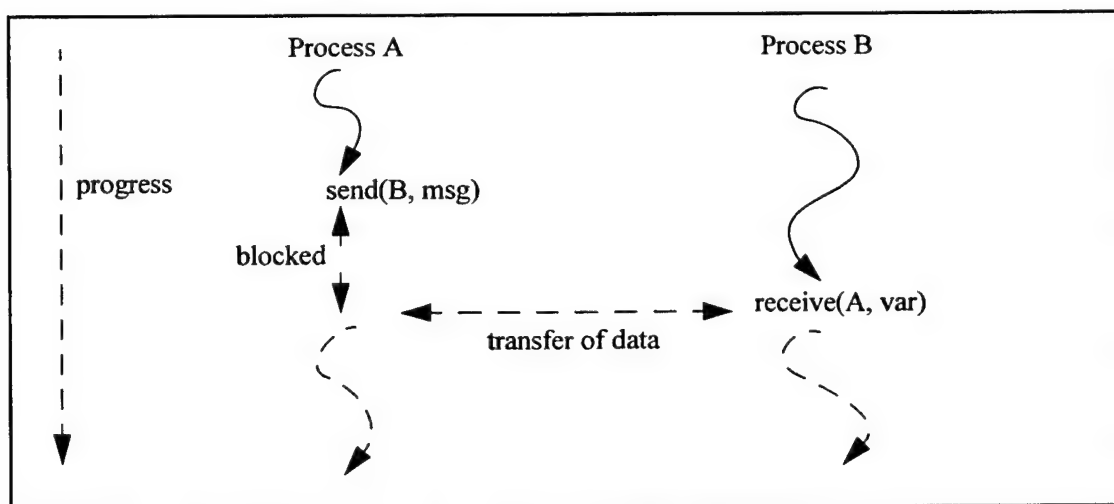 Process A
Process B
progress
send(B, msg)
blocked
receive(A, var)
transfer of data